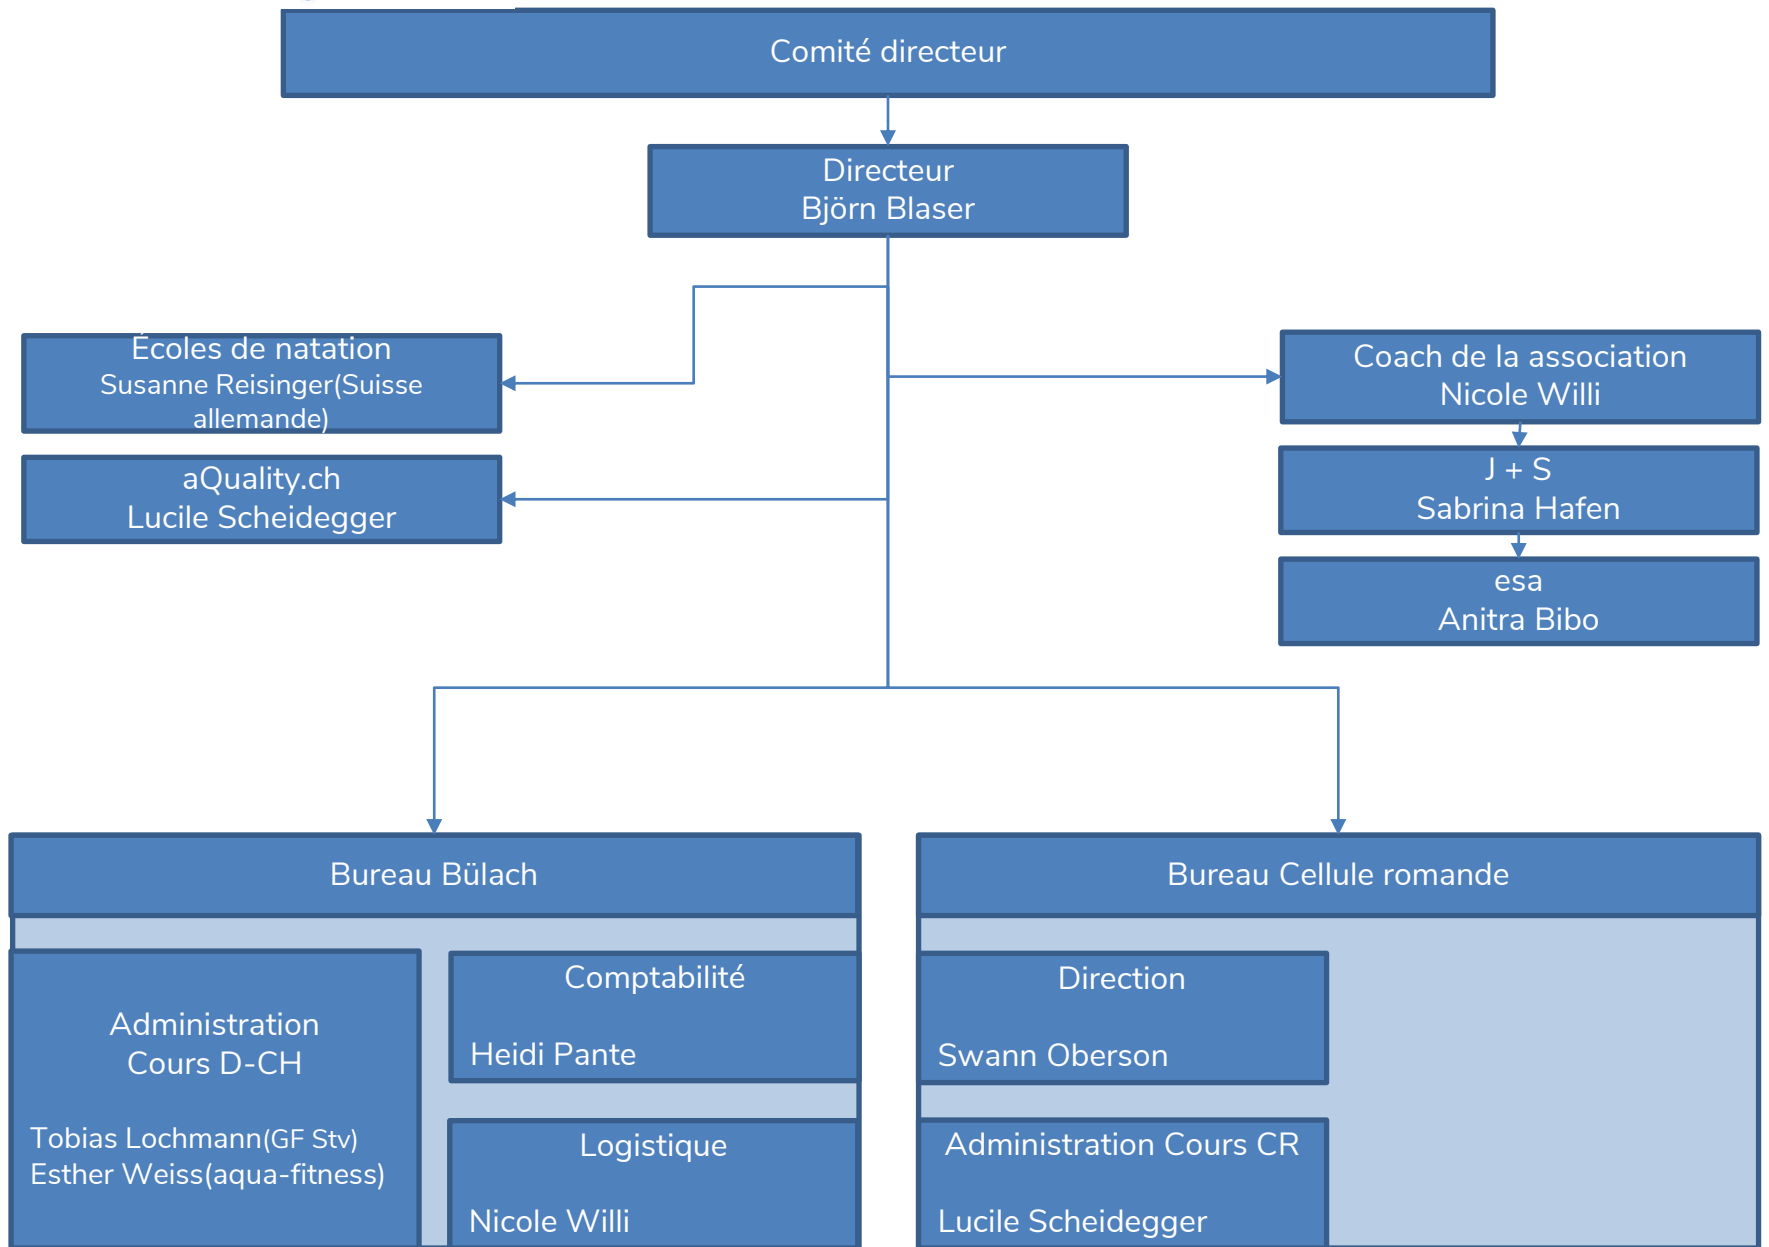 Comité directeur
Directeur
Björn Blaser
Écoles de natation
Susanne Reisinger(Suisse
allemande)
aQuality.ch
Lucile Scheidegger
Coach de la association
Nicole Willi
J + S
Sabrina Hafen
esa
Anitra Bibo
Bureau Bülach
Administration
Cours D-CH
Tobias Lochmann(GF Stv)
Esther Weiss(aqua-fitness)
Comptabilité
Heidi Pante
Logistique
Nicole Willi
Bureau Cellule romande
Direction
Swann Oberson
Administration Cours CR
Lucile Scheidegger